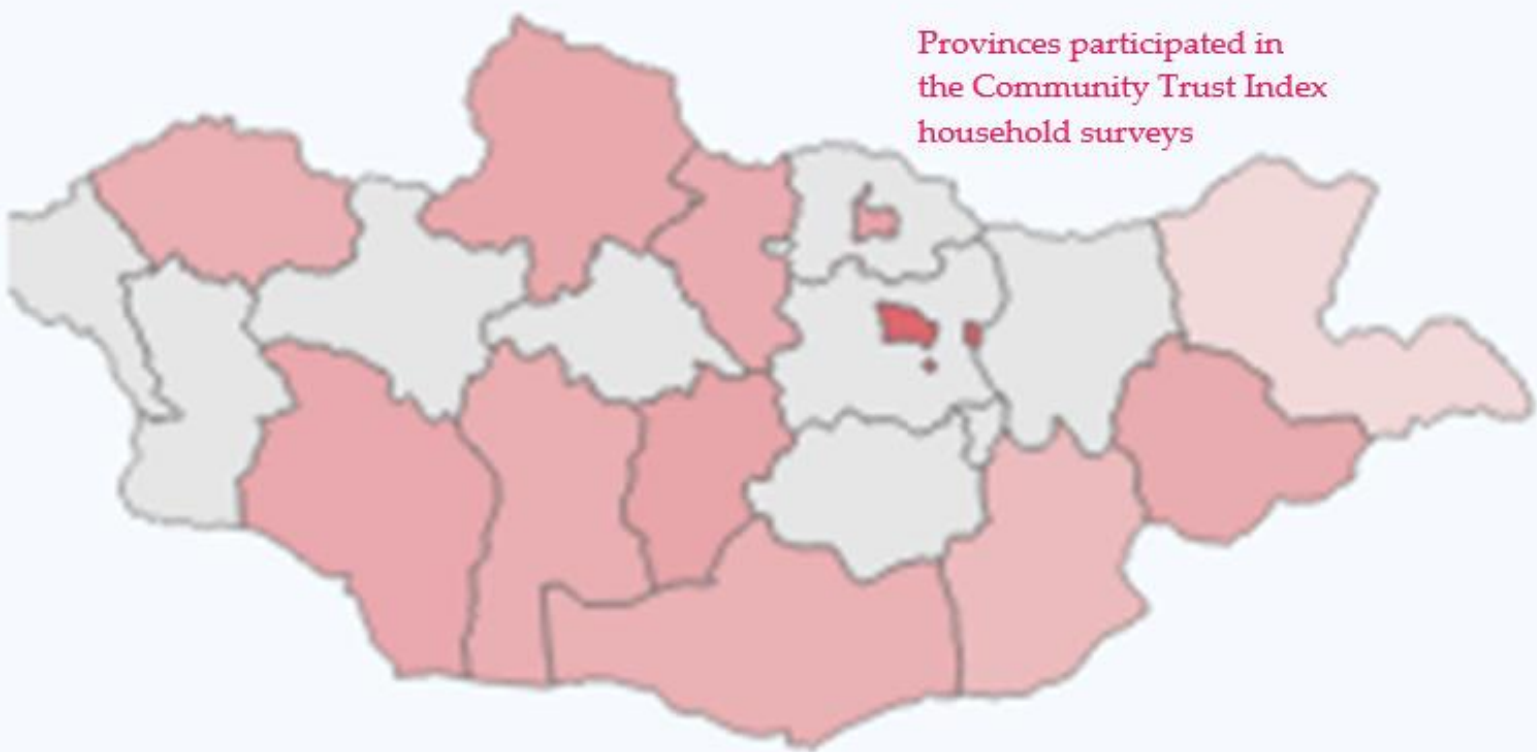 Provinces participated in
the Community Trust Index
household surveys